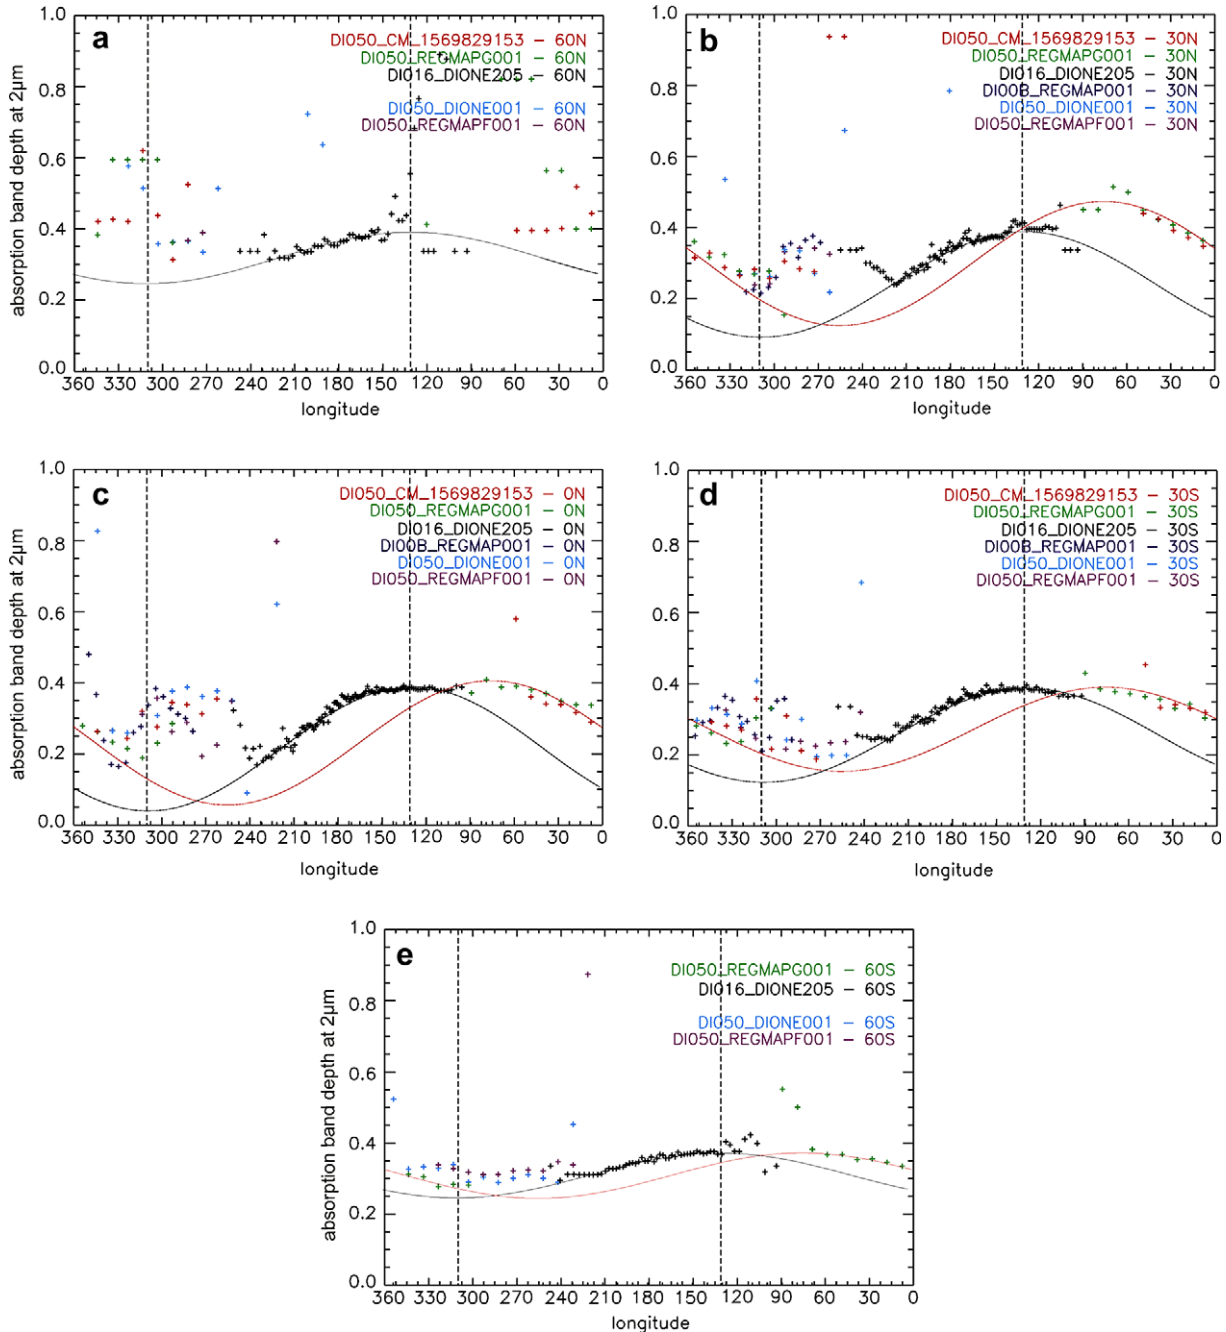 a
DI050_CM_1569829153 – 60N
DI050_REGMAPG001 – 60N
DI016_DIONE205 – 60N
DI050_DIONE001 – 60N
DI050_REGMAPF001 – 60N
absorption band depth at 2µm
1.0
0.8
0.6
0.4
0.2
0.0
360 330 300 270 240 210 180 150 120 90 60 30 0
longitude
b
DI050_CM_1569829153 – 30N
DI050_REGMAPG001 – 30N
DI016_DIONE205 – 30N
DI00B_REGMAP001 – 30N
DI050_DIONE001 – 30N
DI050_REGMAPF001 – 30N
1.0
0.8
0.6
0.4
0.2
0.0
360 330 300 270 240 210 180 150 120 90 60 30 0
longitude
c
DI050_CM_1569829153 – 0N
DI050_REGMAPG001 – 0N
DI016_DIONE205 – 0N
DI00B_REGMAP001 – 0N
DI050_DIONE001 – 0N
DI050_REGMAPF001 – 0N
absorption band depth at 2µm
1.0
0.8
0.6
0.4
0.2
0.0
360 330 300 270 240 210 180 150 120 90 60 30 0
longitude
d
DI050_CM_1569829153 – 30S
DI050_REGMAPG001 – 30S
DI016_DIONE205 – 30S
DI00B_REGMAP001 – 30S
DI050_DIONE001 – 30S
DI050_REGMAPF001 – 30S
1.0
0.8
0.6
0.4
0.2
0.0
360 330 300 270 240 210 180 150 120 90 60 30 0
longitude
e
DI050_REGMAPG001 – 60S
DI016_DIONE205 – 60S
DI050_DIONE001 – 60S
DI050_REGMAPF001 – 60S
absorption band depth at 2µm
1.0
0.8
0.6
0.4
0.2
0.0
360 330 300 270 240 210 180 150 120 90 60 30 0
longitude